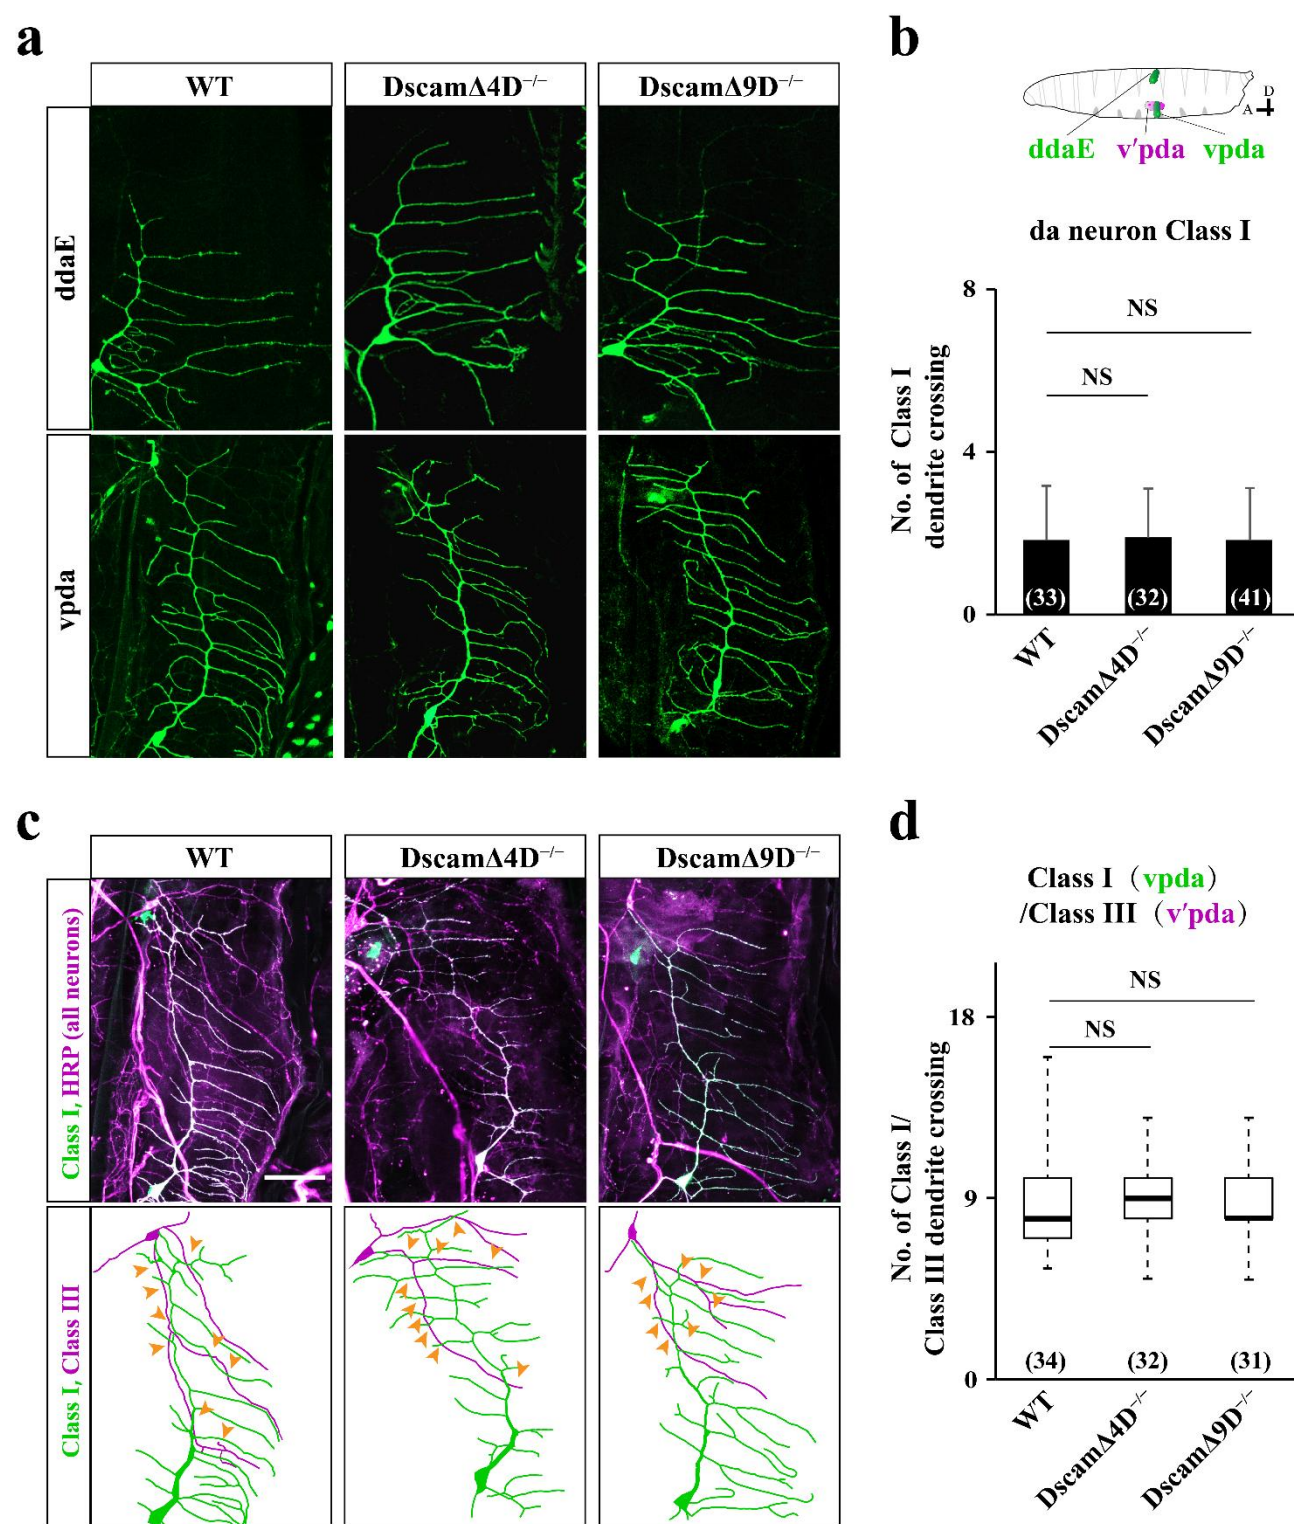 a
WT
DscamΔ4D⁻/⁻
DscamΔ9D⁻/⁻
ddaE
vpda
b
D
A
ddaE
v'pda
vpda
da neuron Class I
No. of Class I
dendrite crossing
8
4
0
NS
NS
(33)
(32)
(41)
WT
DscamΔ4D⁻/⁻
DscamΔ9D⁻/⁻
c
WT
DscamΔ4D⁻/⁻
DscamΔ9D⁻/⁻
Class I, HRP (all neurons)
Class I, Class III
d
Class I (vpda)
/Class III (v'pda)
No. of Class I/
Class III dendrite crossing
18
9
0
NS
NS
(34)
(32)
(31)
WT
DscamΔ4D⁻/⁻
DscamΔ9D⁻/⁻